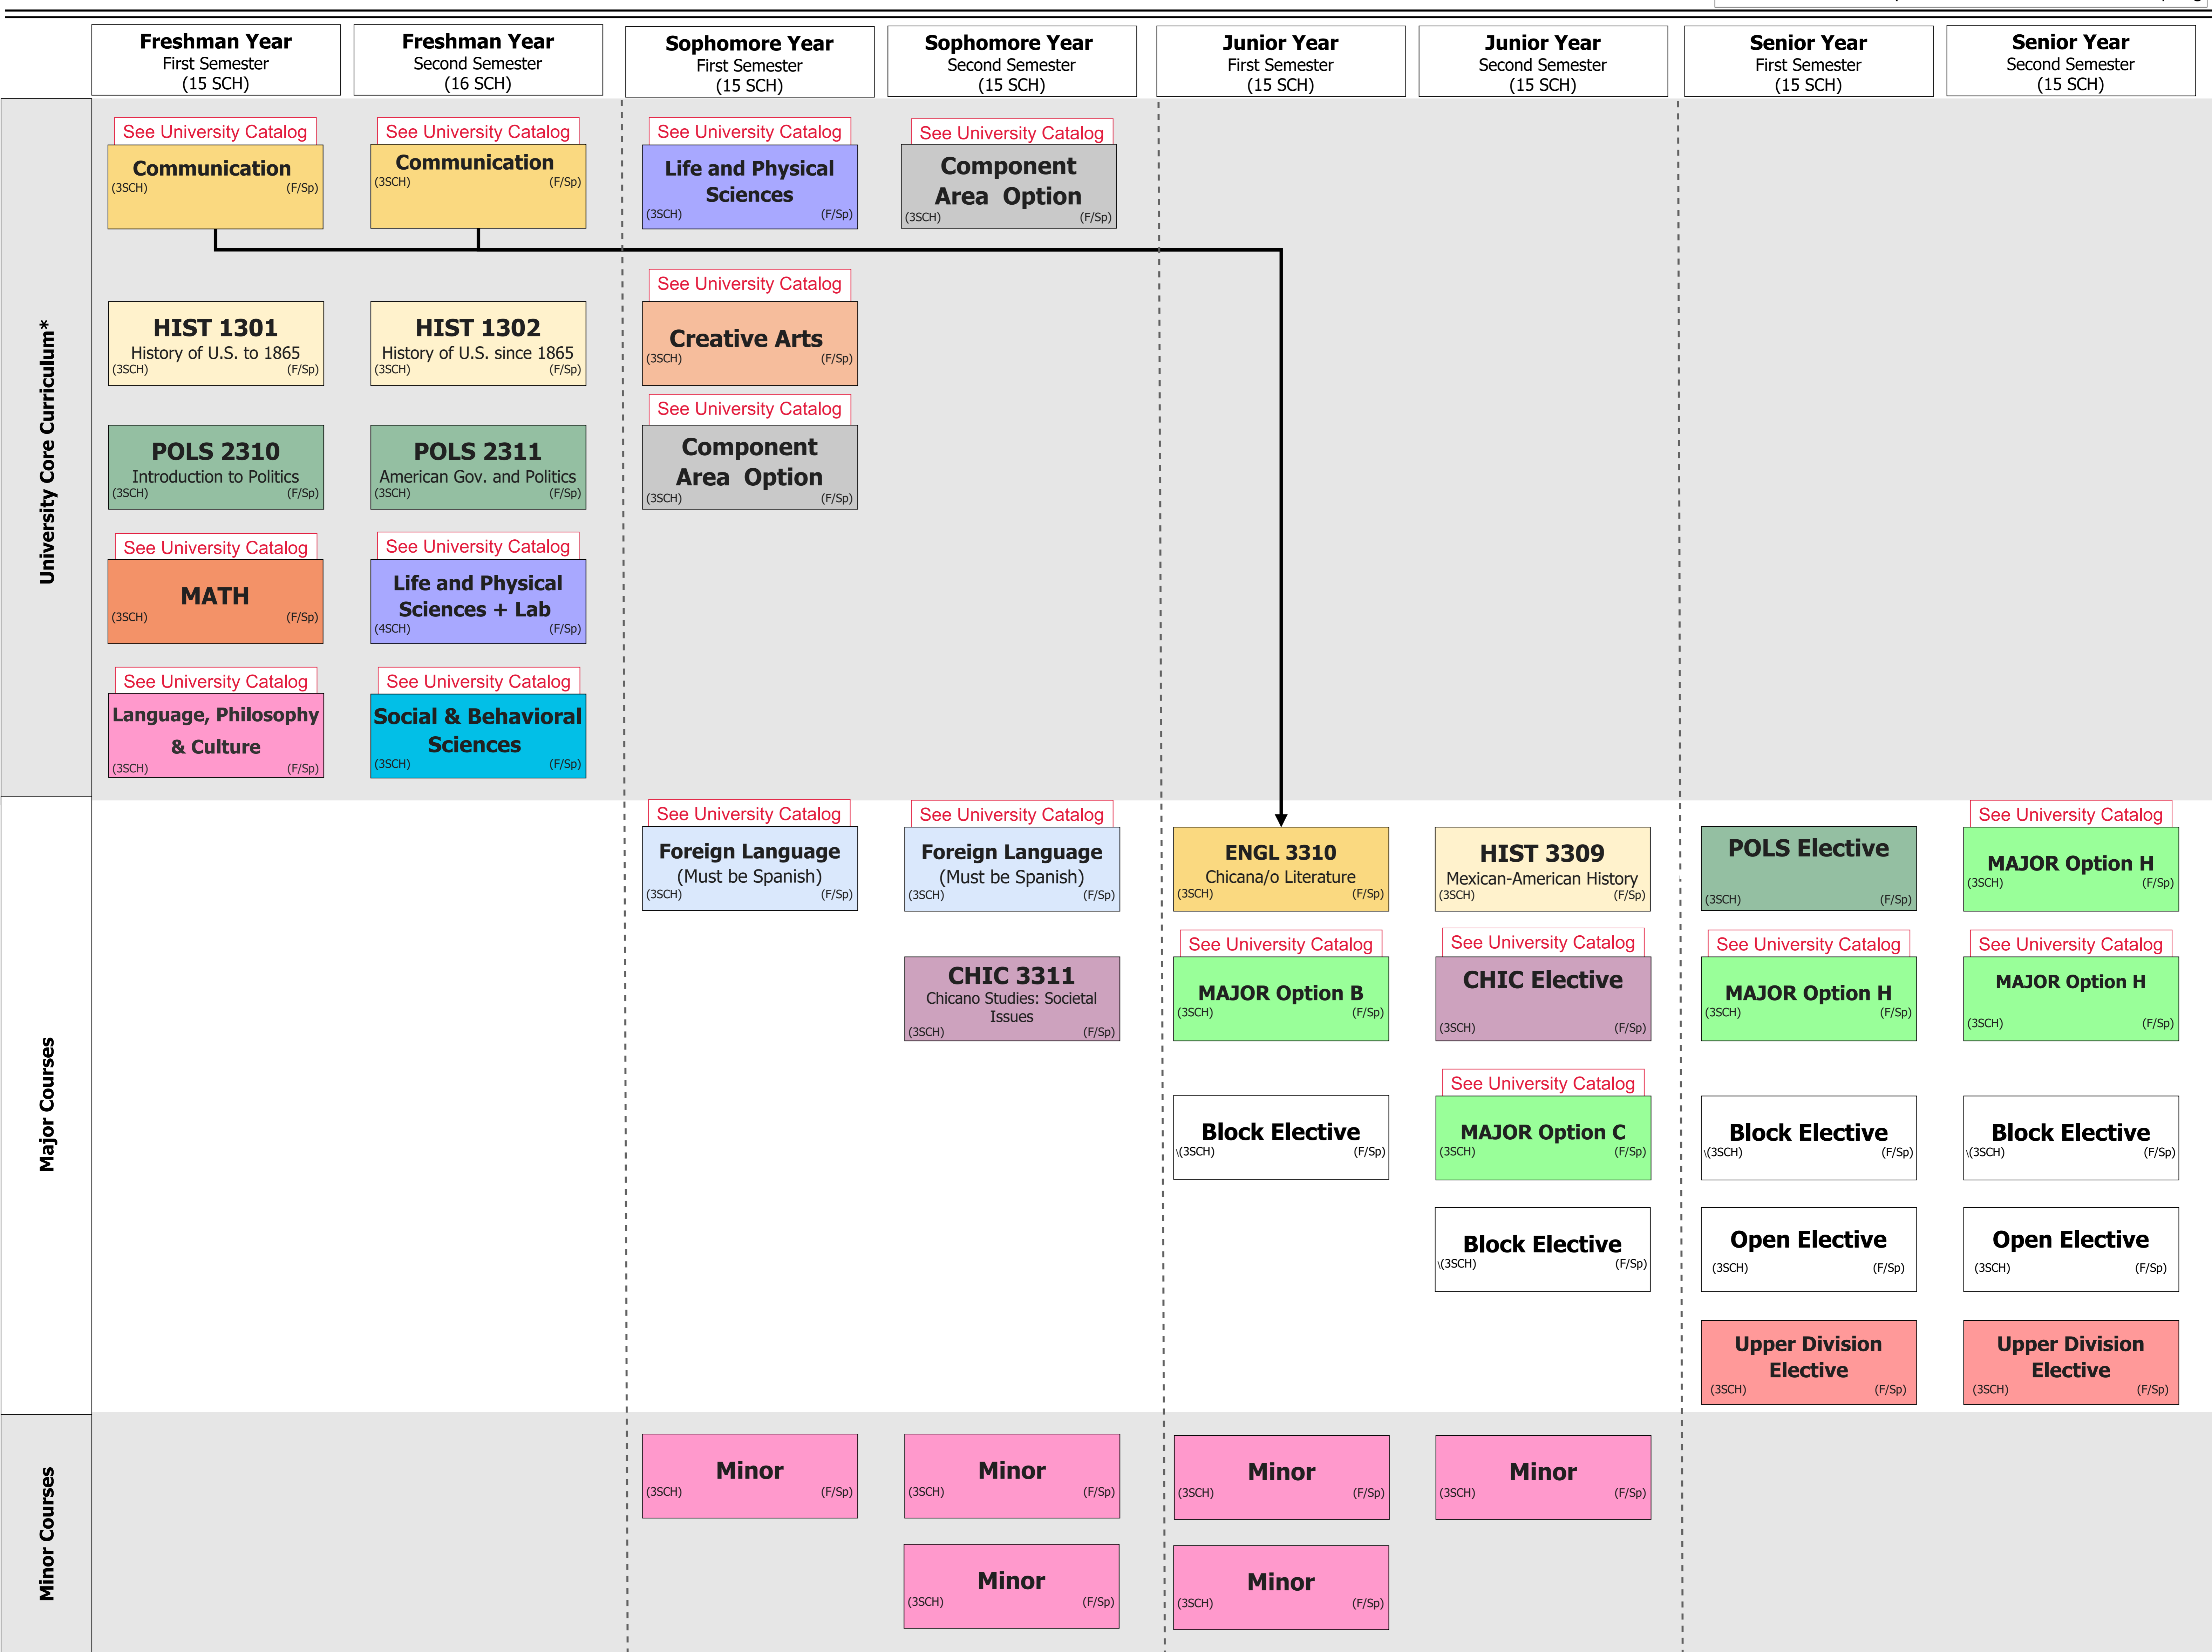 Freshman Year
First Semester
(15 SCH)
Freshman Year
Second Semester
(16 SCH)
Sophomore Year
First Semester
(15 SCH)
Sophomore Year
Second Semester
(15 SCH)
Junior Year
First Semester
(15 SCH)
Junior Year
Second Semester
(15 SCH)
Senior Year
First Semester
(15 SCH)
Senior Year
Second Semester
(15 SCH)
University Core Curriculum*
See University Catalog
Communication
(3SCH) (F/Sp)
See University Catalog
Communication
(3SCH) (F/Sp)
See University Catalog
Life and Physical
Sciences
(3SCH) (F/Sp)
See University Catalog
Component
Area Option
(3SCH) (F/Sp)
HIST 1301
History of U.S. to 1865
(3SCH) (F/Sp)
HIST 1302
History of U.S. since 1865
(3SCH) (F/Sp)
See University Catalog
Creative Arts
(3SCH) (F/Sp)
POLS 2310
Introduction to Politics
(3SCH) (F/Sp)
POLS 2311
American Gov. and Politics
(3SCH) (F/Sp)
See University Catalog
Component
Area Option
(3SCH) (F/Sp)
See University Catalog
MATH
(3SCH) (F/Sp)
See University Catalog
Life and Physical
Sciences + Lab
(4SCH) (F/Sp)
See University Catalog
Language, Philosophy
& Culture
(3SCH) (F/Sp)
See University Catalog
Social & Behavioral
Sciences
(3SCH) (F/Sp)
Major Courses
See University Catalog
Foreign Language
(Must be Spanish)
(3SCH) (F/Sp)
See University Catalog
Foreign Language
(Must be Spanish)
(3SCH) (F/Sp)
ENGL 3310
Chicana/o Literature
(3SCH) (F/Sp)
HIST 3309
Mexican-American History
(3SCH) (F/Sp)
POLS Elective
(3SCH) (F/Sp)
See University Catalog
MAJOR Option H
(3SCH) (F/Sp)
CHIC 3311
Chicano Studies: Societal
Issues
(3SCH) (F/Sp)
See University Catalog
MAJOR Option B
(3SCH) (F/Sp)
See University Catalog
CHIC Elective
(3SCH) (F/Sp)
See University Catalog
MAJOR Option H
(3SCH) (F/Sp)
See University Catalog
MAJOR Option H
(3SCH) (F/Sp)
Block Elective
\(3SCH) (F/Sp)
See University Catalog
MAJOR Option C
(3SCH) (F/Sp)
Block Elective
\(3SCH) (F/Sp)
Block Elective
\(3SCH) (F/Sp)
Block Elective
\(3SCH) (F/Sp)
Open Elective
(3SCH) (F/Sp)
Open Elective
(3SCH) (F/Sp)
Upper Division
Elective
(3SCH) (F/Sp)
Upper Division
Elective
(3SCH) (F/Sp)
Minor Courses
Minor
(3SCH) (F/Sp)
Minor
(3SCH) (F/Sp)
Minor
(3SCH) (F/Sp)
Minor
(3SCH) (F/Sp)
Minor
(3SCH) (F/Sp)
Minor
(3SCH) (F/Sp)